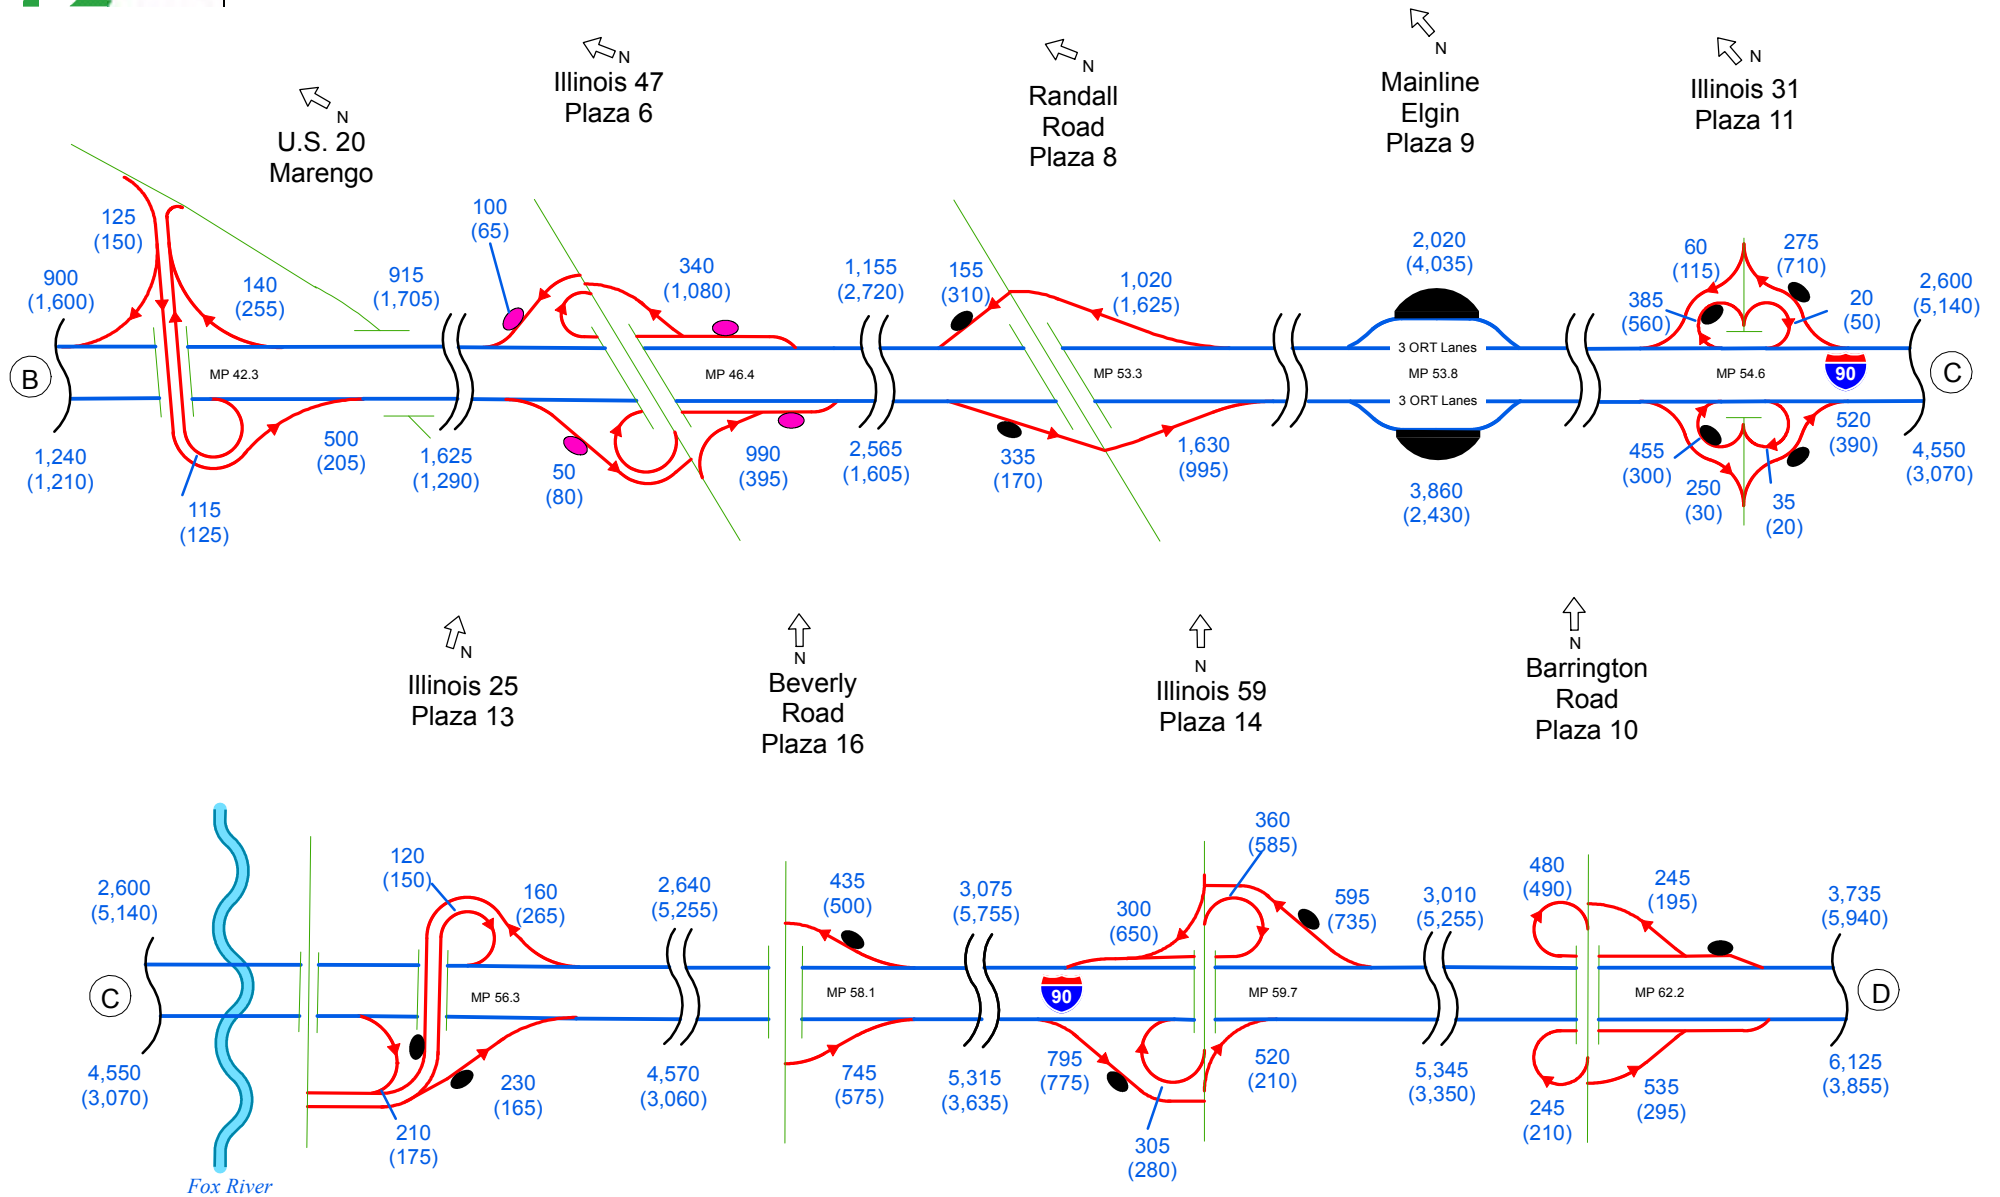 N
Illinois 47
Plaza 6
N
Randall
Road
Plaza 8
N
Mainline
Elgin
Plaza 9
N
Illinois 31
Plaza 11
N
U.S. 20
Marengo
125
(150)
900
(1,600)
140
(255)
915
(1,705)
100
(65)
340
(1,080)
1,155
(2,720)
155
(310)
1,020
(1,625)
2,020
(4,035)
60
(115)
275
(710)
385
(560)
20
(50)
2,600
(5,140)
B
MP 42.3
MP 46.4
MP 53.3
3 ORT Lanes
MP 53.8
3 ORT Lanes
MP 54.6
90
C
1,240
(1,210)
115
(125)
500
(205)
1,625
(1,290)
50
(80)
990
(395)
2,565
(1,605)
335
(170)
1,630
(995)
3,860
(2,430)
455
(300)
250
(30)
35
(20)
520
(390)
4,550
(3,070)
N
Illinois 25
Plaza 13
N
Beverly
Road
Plaza 16
N
Illinois 59
Plaza 14
N
Barrington
Road
Plaza 10
2,600
(5,140)
120
(150)
160
(265)
2,640
(5,255)
435
(500)
3,075
(5,755)
300
(650)
360
(585)
595
(735)
3,010
(5,255)
480
(490)
245
(195)
3,735
(5,940)
C
MP 56.3
MP 58.1
90
MP 59.7
MP 62.2
D
4,550
(3,070)
210
(175)
230
(165)
4,570
(3,060)
745
(575)
5,315
(3,635)
795
(775)
305
(280)
520
(210)
5,345
(3,350)
245
(210)
535
(295)
6,125
(3,855)
Fox River